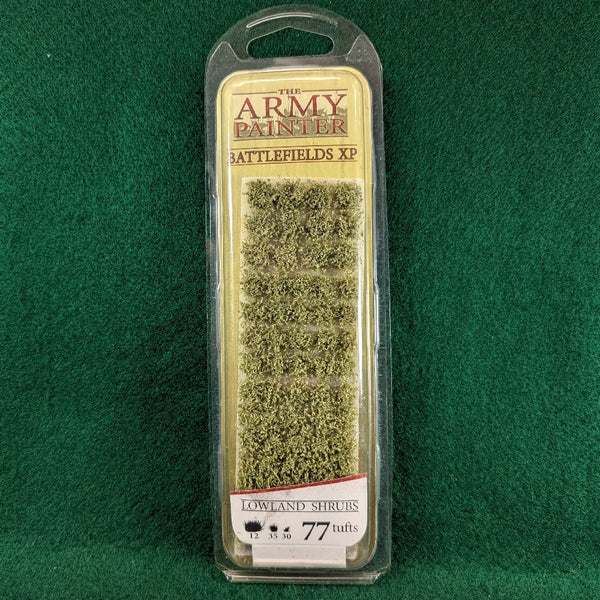 THE
ARMY
PAINTER
BATTLEFIELDS XP
LOWLAND SHRUBS
12 35 30 77 tufts